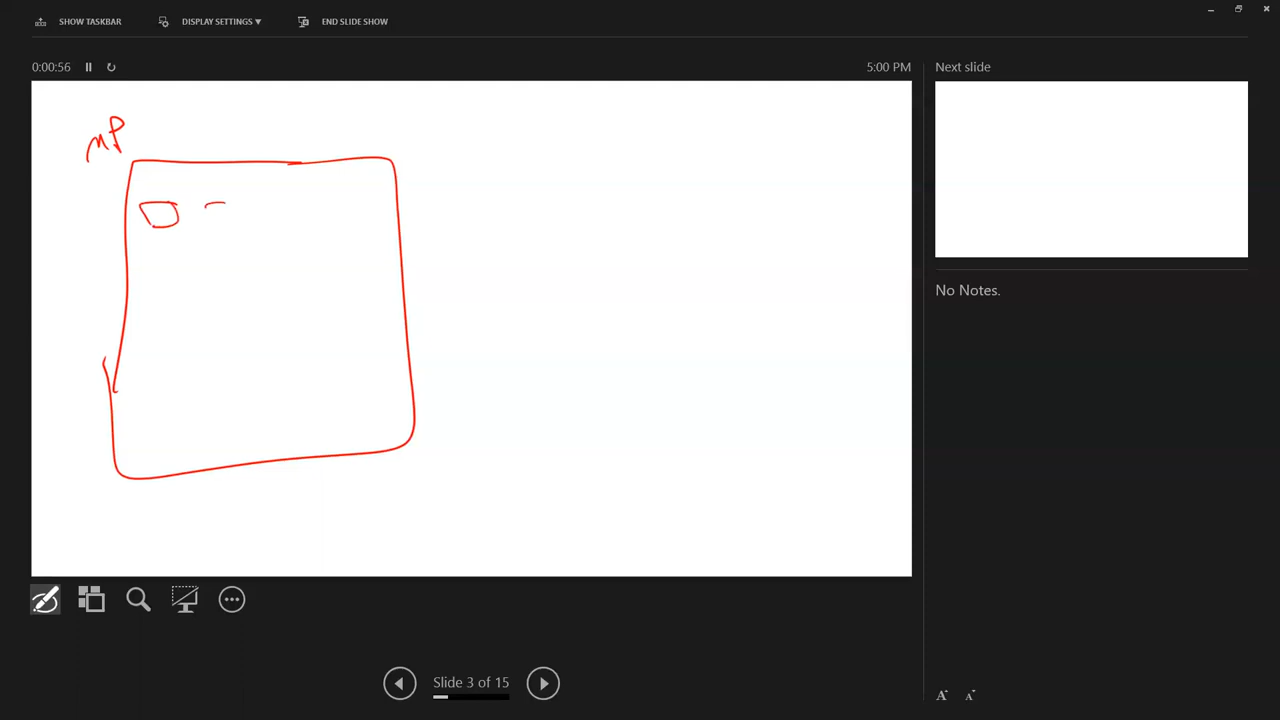 SHOW TASKBAR DISPLAY SETTINGS ▼ END SLIDE SHOW
0:00:56 5:00 PM Next slide
MP
No Notes.
Slide 3 of 15
A A